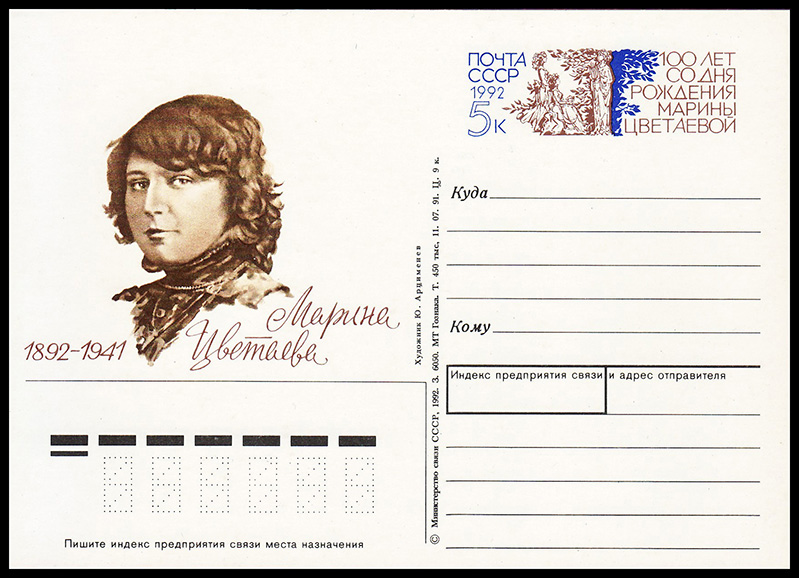 ПОЧТА
СССР
1992
5к
100 ЛЕТ
СО ДНЯ
РОЖДЕНИЯ
МАРИНЫ
ЦВЕТАЕВОЙ
Марина
Цветаева
1892-1941
Куда
Кому
Индекс предприятия связи и адрес отправителя
Пишите индекс предприятия связи места назначения
Художник Ю. Арцименев
© Министерство связи СССР, 1992. З. 6050. МТ Гознака. Т. 450 тыс. 11. 07. 91. Ц. 9 к.